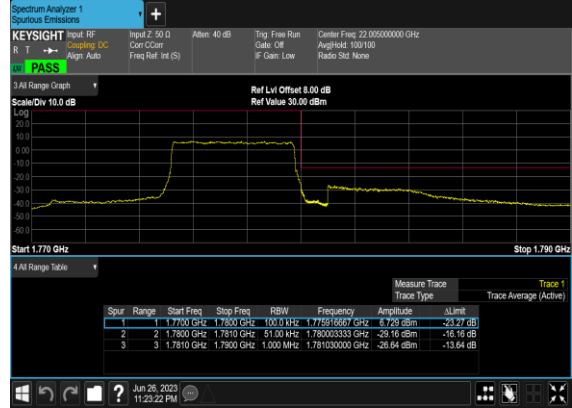 Spectrum Analyzer 1
Spurious Emissions
KEYSIGHT Input: RF Input Z: 50 Ω Atten: 40 dB Trig: Free Run Center Freq: 22.005000000 GHz
R T Coupling: DC Corr CCorr Gate: Off Avg|Hold: 100/100
Align: Auto Freq Ref: Int (S) IF Gain: Low Radio Std: None
PASS
3 All Range Graph
Ref Lvl Offset 8.00 dB
Scale/Div 10.0 dB Ref Value 30.00 dBm
Log
20.0
10.0
0.00
-10.0
-20.0
-30.0
-40.0
-50.0
-60.0
Start 1.770 GHz Stop 1.790 GHz
4 All Range Table
Measure Trace Trace 1
Trace Type Trace Average (Active)
Spur Range Start Freq Stop Freq RBW Frequency Amplitude ΔLimit
1 1 1.7700 GHz 1.7800 GHz 100.0 kHz 1.775916667 GHz 6.729 dBm -23.27 dB
2 2 1.7800 GHz 1.7810 GHz 51.00 kHz 1.780003333 GHz -29.16 dBm -16.16 dB
3 3 1.7810 GHz 1.7900 GHz 1.000 MHz 1.781030000 GHz -26.64 dBm -13.64 dB
?
Jun 26, 2023
11:23:22 PM